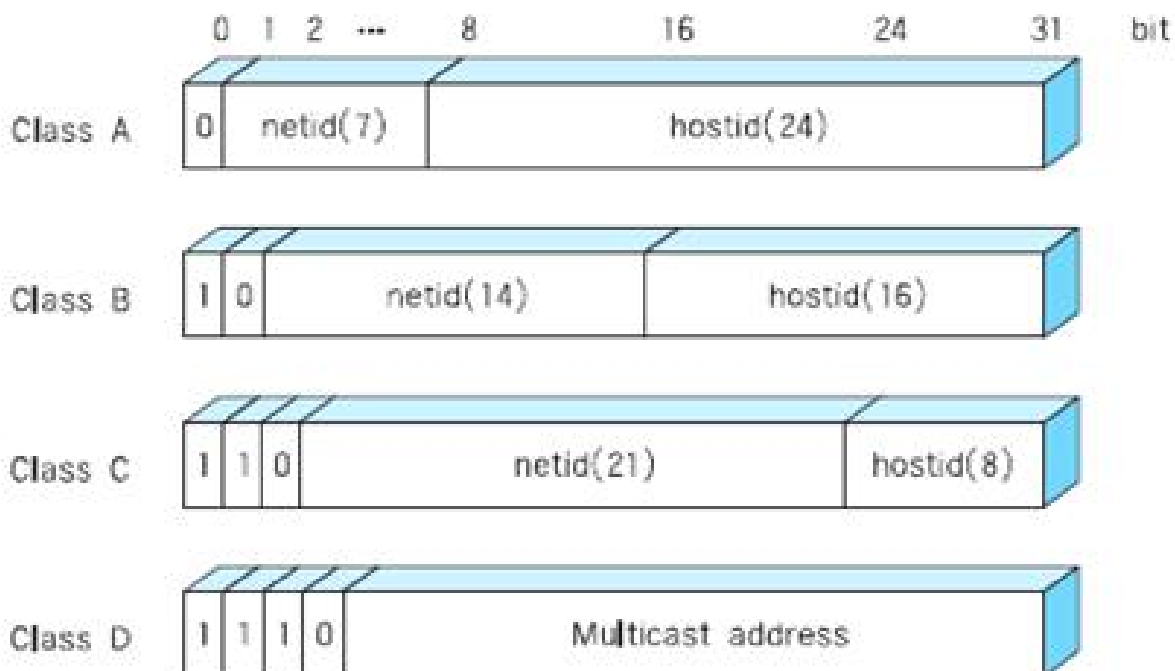 0 1 2 ... 8 16 24 31 bit
Class A 0 netid(7) hostid(24)
Class B 1 0 netid(14) hostid(16)
Class C 1 1 0 netid(21) hostid(8)
Class D 1 1 1 0 Multicast address